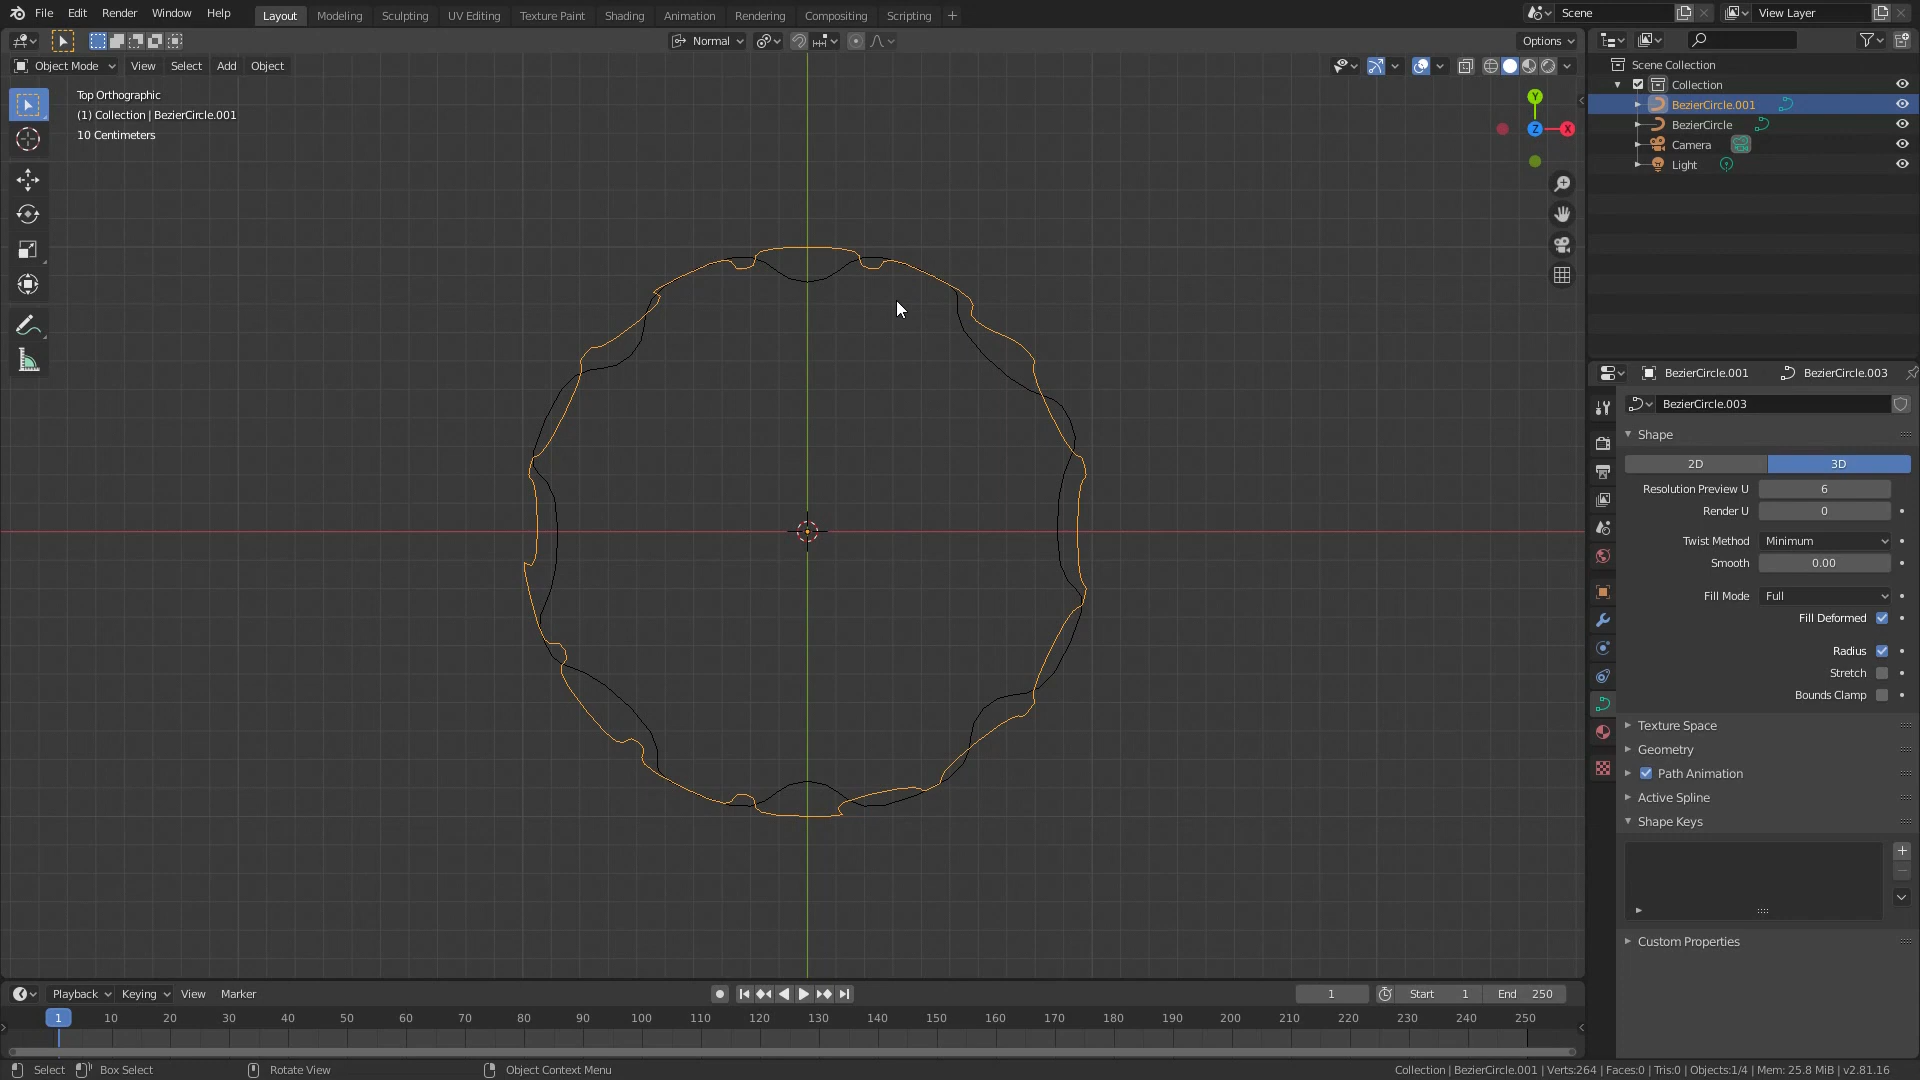 File Edit Render Window Help Layout Modeling Sculpting UV Editing Texture Paint Shading Animation Rendering Compositing Scripting + Scene View Layer
Normal Options
Object Mode View Select Add Object
Top Orthographic
(1) Collection | BezierCircle.001
10 Centimeters
Y
Z X
Scene Collection
Collection
BezierCircle.001
BezierCircle
Camera
Light
BezierCircle.001 BezierCircle.003
BezierCircle.003
Shape
2D 3D
Resolution Preview U 6
Render U 0
Twist Method Minimum
Smooth 0.00
Fill Mode Full
Fill Deformed
Radius
Stretch
Bounds Clamp
Texture Space
Geometry
Path Animation
Active Spline
Shape Keys
Custom Properties
Playback Keying View Marker 1 Start 1 End 250
1 10 20 30 40 50 60 70 80 90 100 110 120 130 140 150 160 170 180 190 200 210 220 230 240 250
Select Box Select Rotate View Object Context Menu Collection | BezierCircle.001 | Verts:264 | Faces:0 | Tris:0 | Objects:1/4 | Mem: 25.8 MiB | v2.81.16